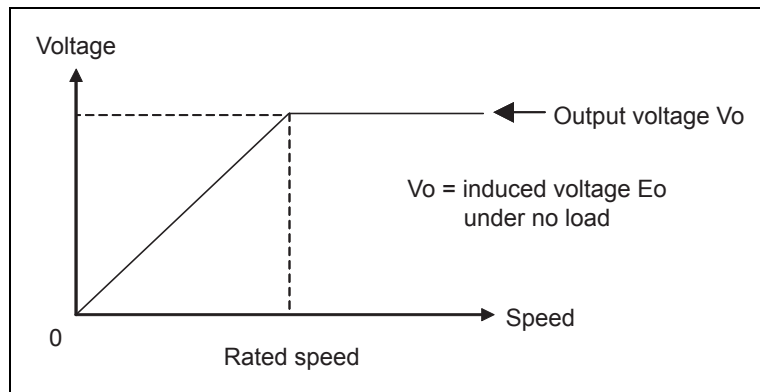 Voltage
Output voltage Vo
Vo = induced voltage Eo
under no load
Speed
0
Rated speed